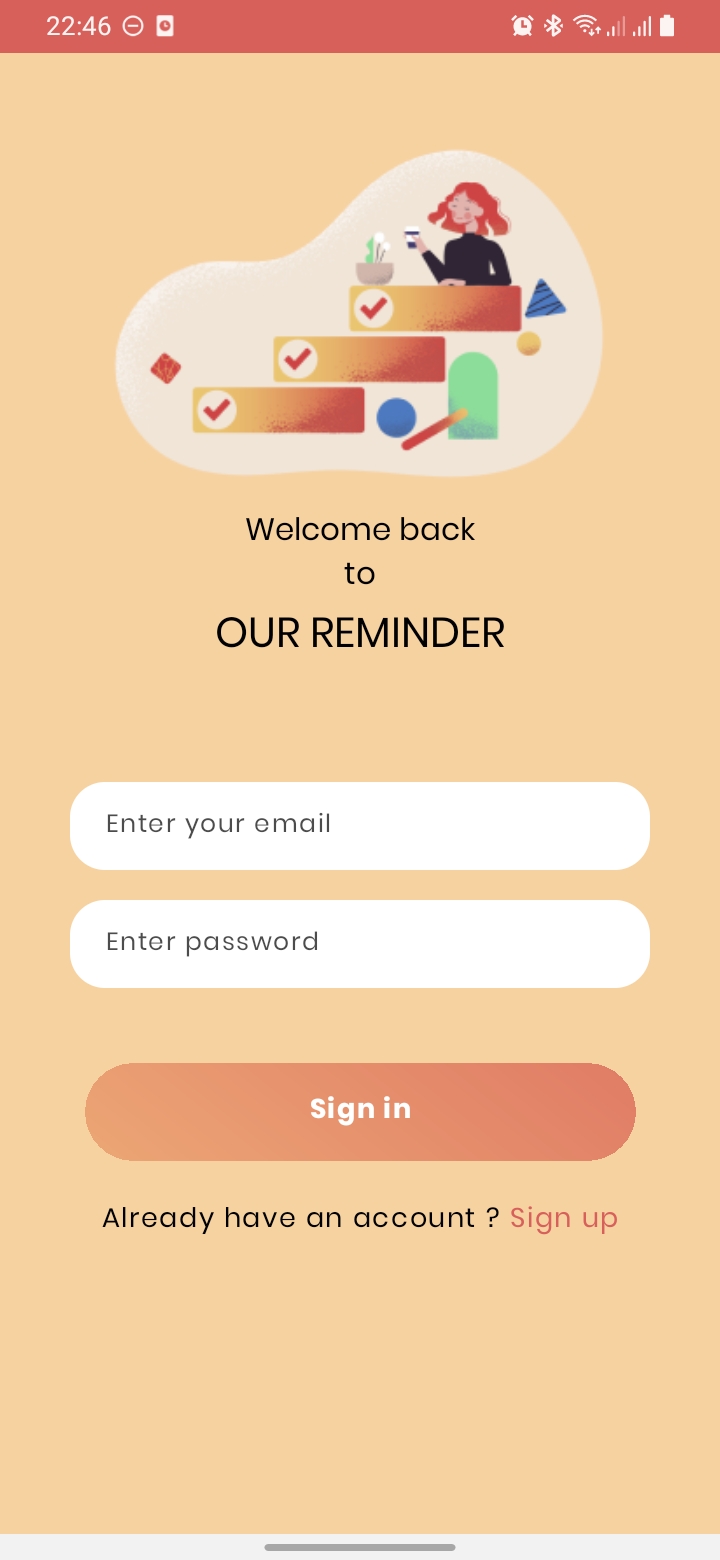 22:46
Welcome back
to
OUR REMINDER
Enter your email
Enter password
Sign in
Already have an account ? Sign up